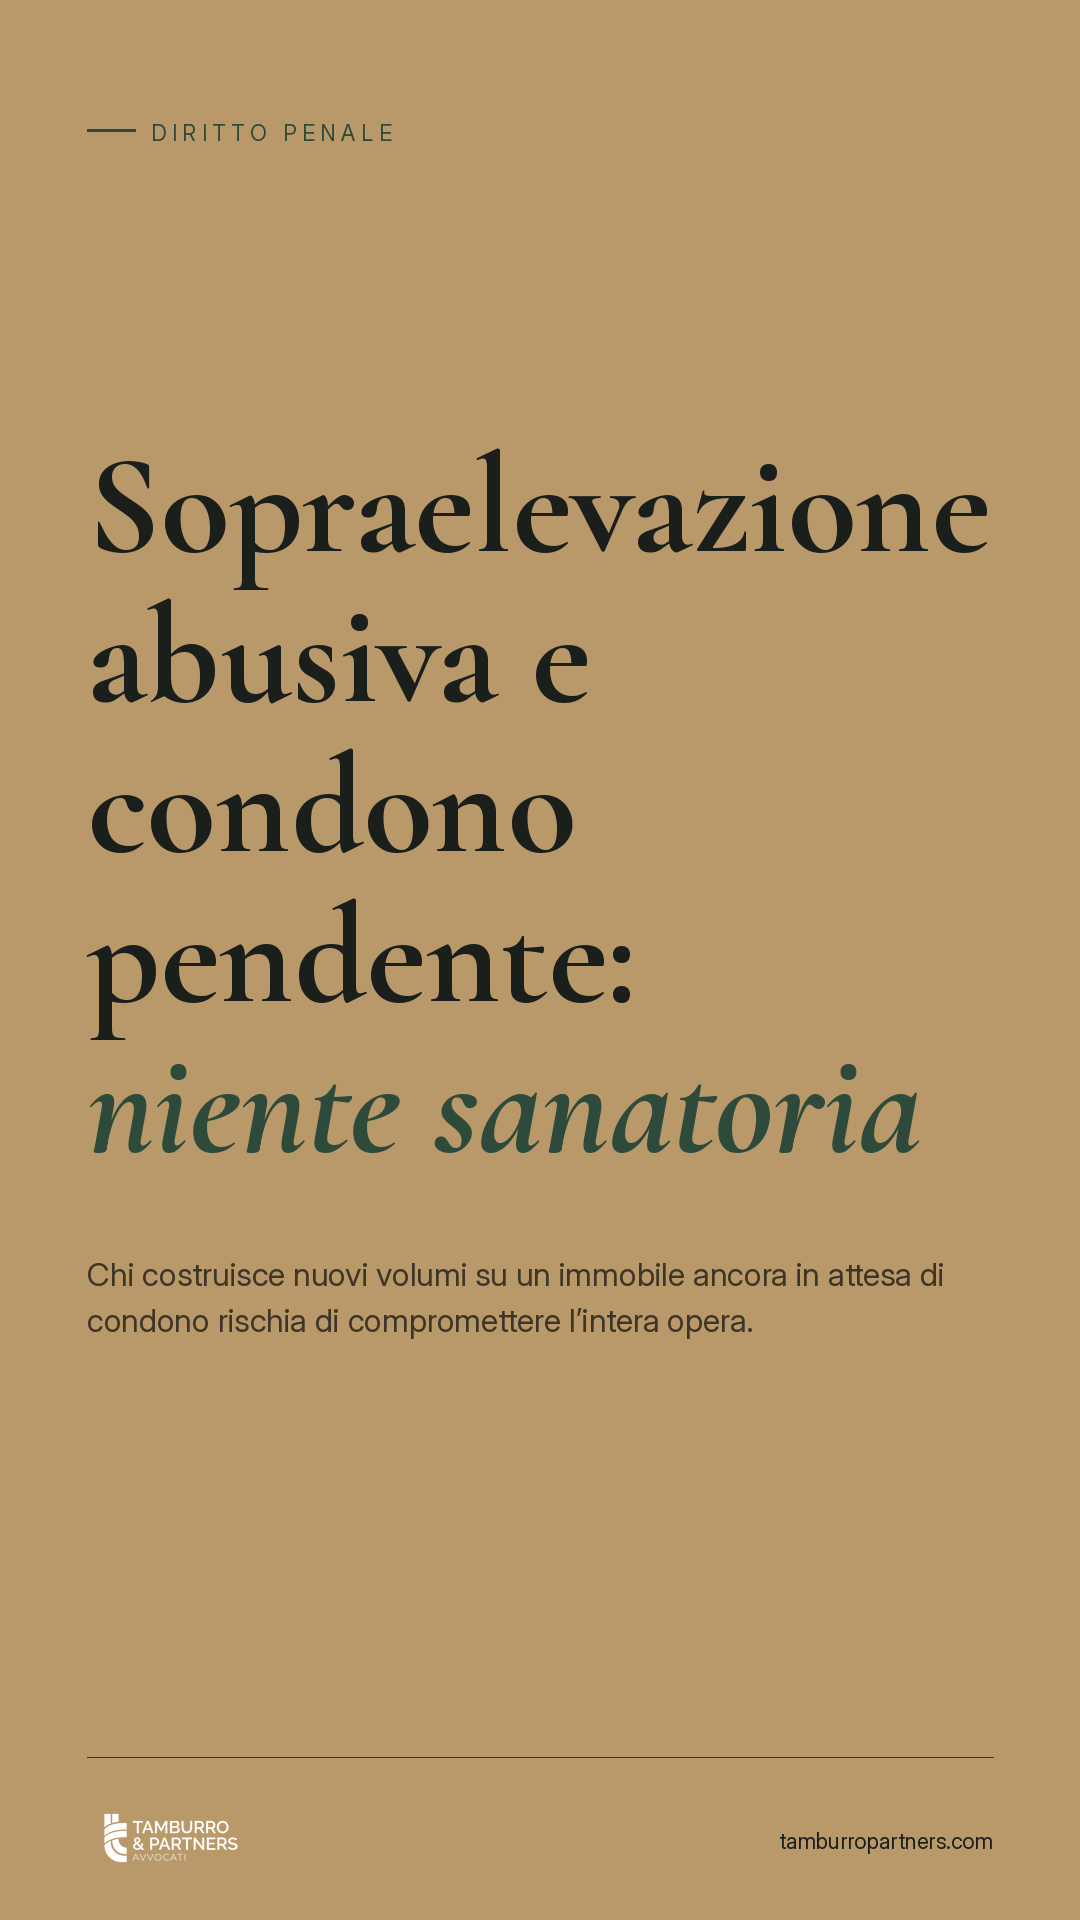 DIRITTO PENALE
Sopraelevazione
abusiva e
condono
pendente:
niente sanatoria
Chi costruisce nuovi volumi su un immobile ancora in attesa di
condono rischia di compromettere l’intera opera.
TAMBURRO
& PARTNERS
AVVOCATI
tamburropartners.com